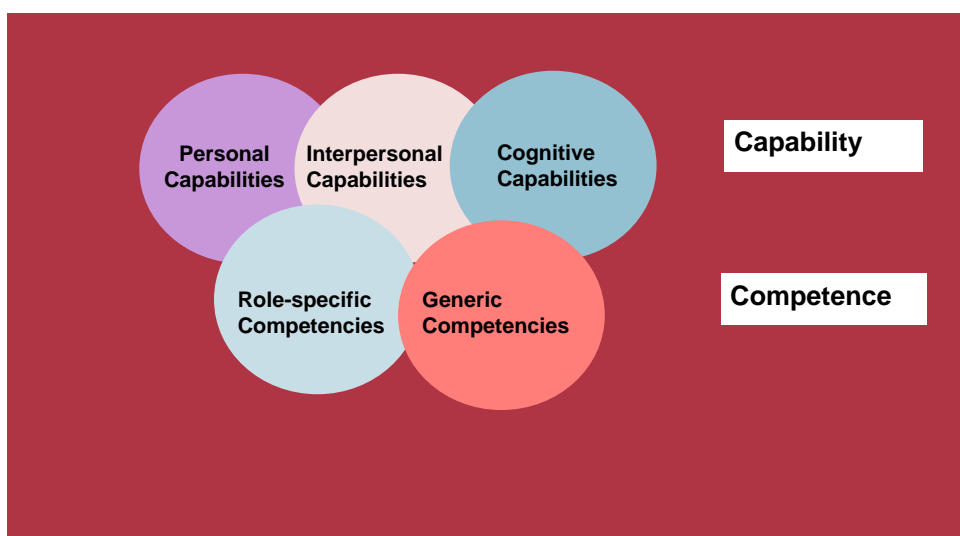 Personal
Capabilities
Interpersonal
Capabilities
Cognitive
Capabilities
Capability
Role-specific
Competencies
Generic
Competencies
Competence